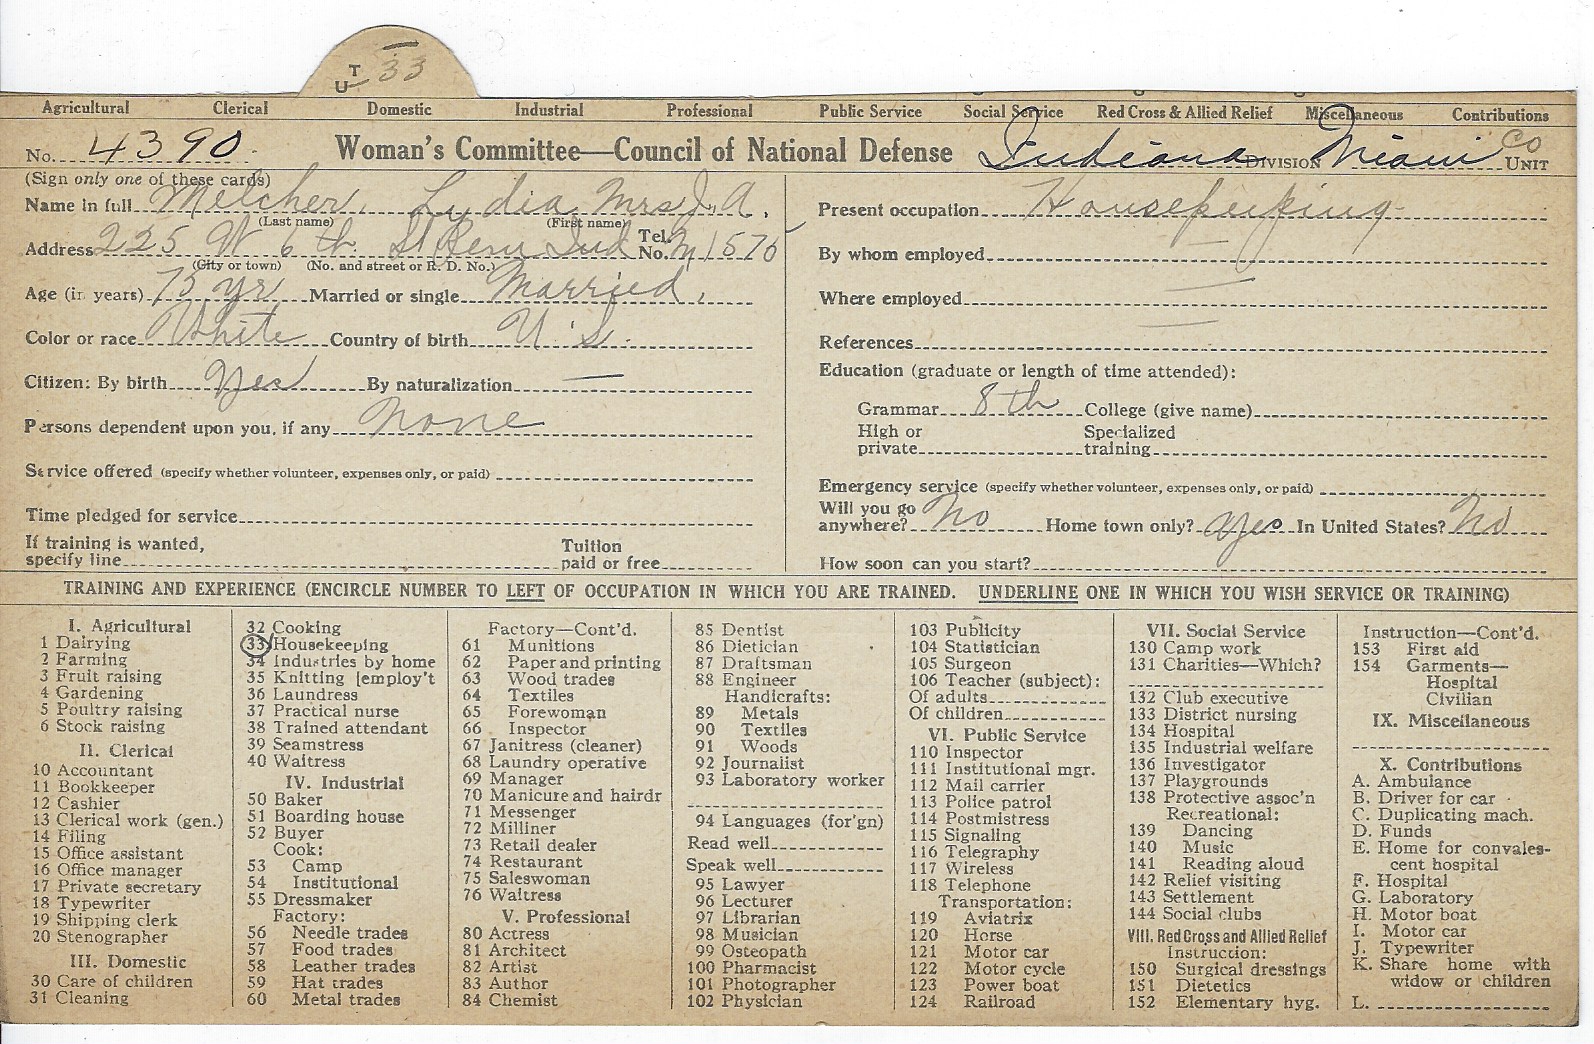 U T 33
Agricultural Clerical Domestic Industrial Professional Public Service Social Service Red Cross & Allied Relief Miscellaneous Contributions
No. 4390 Woman's Committee—Council of National Defense Indiana DIVISION Miami Co UNIT
(Sign only one of these cards)
Name in full Melcher, Lydia Mrs J. A.
(Last name) (First name)
Address 225 W 6th St Peru Ind Tel. No. M 1575
(City or town) (No. and street or R. D. No.)
Age (in years) 73 yr Married or single Married.
Color or race White Country of birth U.S.
Citizen: By birth Yes By naturalization —
Persons dependent upon you, if any None
Service offered (specify whether volunteer, expenses only, or paid)
Time pledged for service
If training is wanted, specify line Tuition paid or free
Present occupation Housekeeping
By whom employed —
Where employed —
References —
Education (graduate or length of time attended):
Grammar 8th College (give name)
High or private Specialized training
Emergency service (specify whether volunteer, expenses only, or paid)
Will you go anywhere? No Home town only? Yes In United States? No
How soon can you start?
TRAINING AND EXPERIENCE (ENCIRCLE NUMBER TO LEFT OF OCCUPATION IN WHICH YOU ARE TRAINED. UNDERLINE ONE IN WHICH YOU WISH SERVICE OR TRAINING)
I. Agricultural
1 Dairying
2 Farming
3 Fruit raising
4 Gardening
5 Poultry raising
6 Stock raising
II. Clerical
10 Accountant
11 Bookkeeper
12 Cashier
13 Clerical work (gen.)
14 Filing
15 Office assistant
16 Office manager
17 Private secretary
18 Typewriter
19 Shipping clerk
20 Stenographer
III. Domestic
30 Care of children
31 Cleaning
32 Cooking
33 Housekeeping
34 Industries by home
35 Knitting [employ't
36 Laundress
37 Practical nurse
38 Trained attendant
39 Seamstress
40 Waitress
IV. Industrial
50 Baker
51 Boarding house
52 Buyer
Cook:
53 Camp
54 Institutional
55 Dressmaker
Factory:
56 Needle trades
57 Food trades
58 Leather trades
59 Hat trades
60 Metal trades
Factory—Cont'd.
61 Munitions
62 Paper and printing
63 Wood trades
64 Textiles
65 Forewoman
66 Inspector
67 Janitress (cleaner)
68 Laundry operative
69 Manager
70 Manicure and hairdr
71 Messenger
72 Milliner
73 Retail dealer
74 Restaurant
75 Saleswoman
76 Waitress
V. Professional
80 Actress
81 Architect
82 Artist
83 Author
84 Chemist
85 Dentist
86 Dietician
87 Draftsman
88 Engineer
Handicrafts:
89 Metals
90 Textiles
91 Woods
92 Journalist
93 Laboratory worker
94 Languages (for'gn)
Read well
Speak well
95 Lawyer
96 Lecturer
97 Librarian
98 Musician
99 Osteopath
100 Pharmacist
101 Photographer
102 Physician
103 Publicity
104 Statistician
105 Surgeon
106 Teacher (subject):
Of adults
Of children
VI. Public Service
110 Inspector
111 Institutional mgr.
112 Mail carrier
113 Police patrol
114 Postmistress
115 Signaling
116 Telegraphy
117 Wireless
118 Telephone
Transportation:
119 Aviatrix
120 Horse
121 Motor car
122 Motor cycle
123 Power boat
124 Railroad
VII. Social Service
130 Camp work
131 Charities—Which?
132 Club executive
133 District nursing
134 Hospital
135 Industrial welfare
136 Investigator
137 Playgrounds
138 Protective assoc'n
Recreational:
139 Dancing
140 Music
141 Reading aloud
142 Relief visiting
143 Settlement
144 Social clubs
VIII. Red Cross and Allied Relief
Instruction:
150 Surgical dressings
151 Dietetics
152 Elementary hyg.
Instruction—Cont'd.
153 First aid
154 Garments—
Hospital
Civilian
IX. Miscellaneous
X. Contributions
A. Ambulance
B. Driver for car
C. Duplicating mach.
D. Funds
E. Home for convales-
cent hospital
F. Hospital
G. Laboratory
H. Motor boat
I. Motor car
J. Typewriter
K. Share home with
widow or children
L.